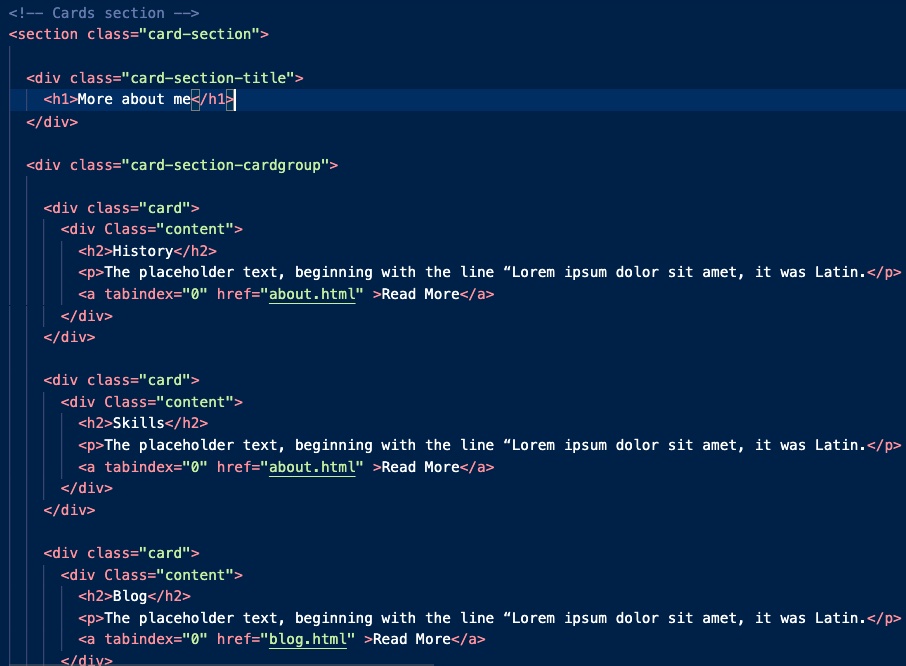 <!-- Cards section -->
<section class="card-section">
<div class="card-section-title">
<h1>More about me</h1>
</div>
<div class="card-section-cardgroup">
<div class="card">
<div Class="content">
<h2>History</h2>
<p>The placeholder text, beginning with the line “Lorem ipsum dolor sit amet, it was Latin.</p>
<a tabindex="0" href="about.html" >Read More</a>
</div>
</div>
<div class="card">
<div Class="content">
<h2>Skills</h2>
<p>The placeholder text, beginning with the line “Lorem ipsum dolor sit amet, it was Latin.</p>
<a tabindex="0" href="about.html" >Read More</a>
</div>
</div>
<div class="card">
<div Class="content">
<h2>Blog</h2>
<p>The placeholder text, beginning with the line “Lorem ipsum dolor sit amet, it was Latin.</p>
<a tabindex="0" href="blog.html" >Read More</a>
</div>